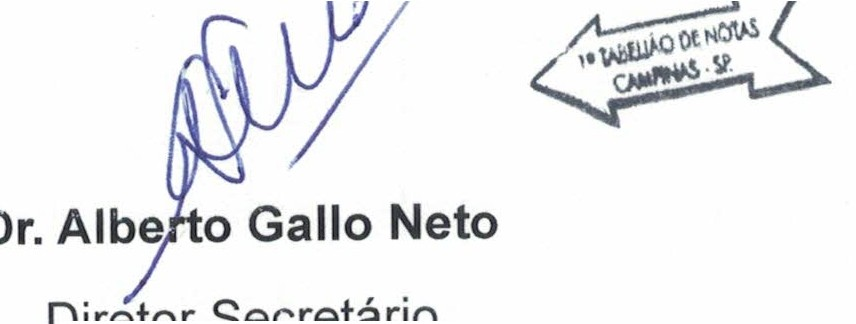 1º TABELIÃO DE NOTAS
CAMPINAS - SP.
Dr. Alberto Gallo Neto
Diretor Secretário